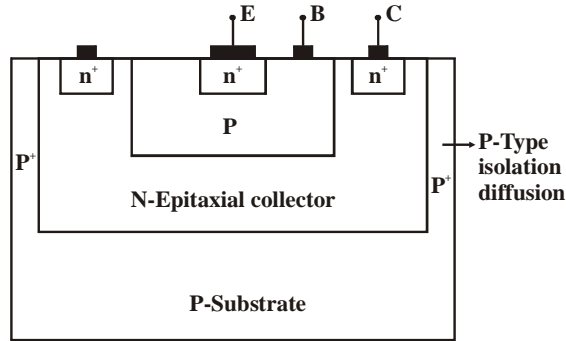 E B C
n⁺ n⁺ n⁺
P
P⁺ P⁺
P-Type
isolation
diffusion
N-Epitaxial collector
P-Substrate